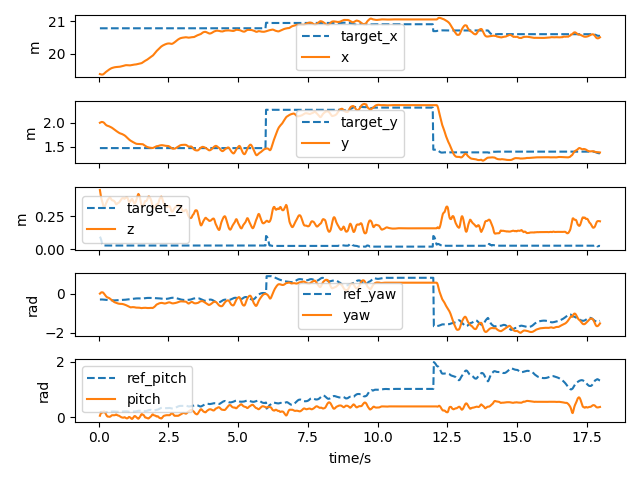 21
20
m
target_x
x
2.0
1.5
m
target_y
y
0.25
0.00
m
target_z
z
0
−2
rad
ref_yaw
yaw
2
0
rad
ref_pitch
pitch
0.0 2.5 5.0 7.5 10.0 12.5 15.0 17.5
time/s